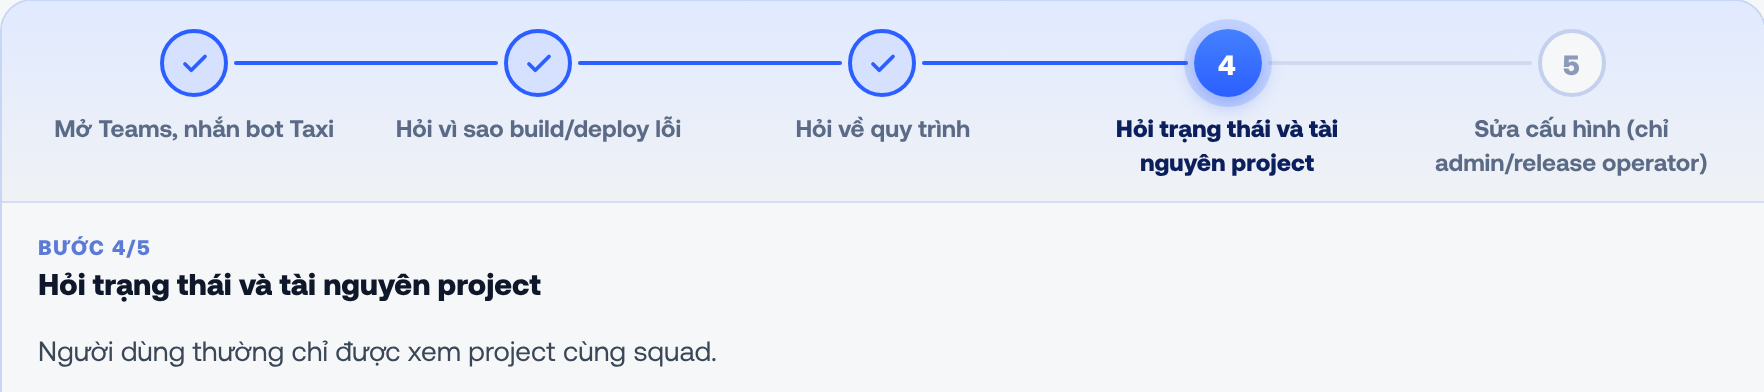 4
5
Mở Teams, nhắn bot Taxi
Hỏi vì sao build/deploy lỗi
Hỏi về quy trình
Hỏi trạng thái và tài
nguyên project
Sửa cấu hình (chỉ
admin/release operator)
BƯỚC 4/5
Hỏi trạng thái và tài nguyên project
Người dùng thường chỉ được xem project cùng squad.